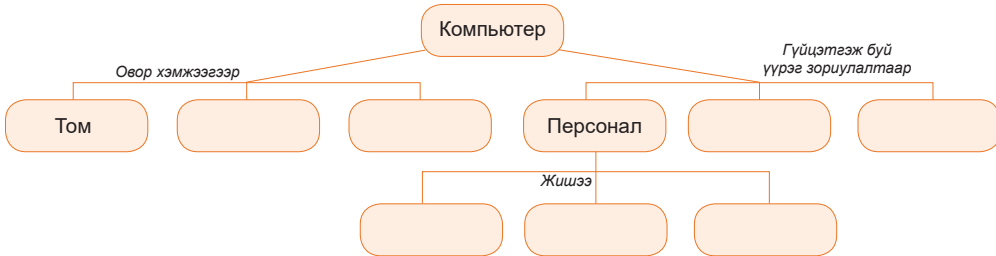 Компьютер
Овор хэмжээгээр
Гүйцэтгэж буй
үүрэг зориулалтаар
Том
Персонал
Жишээ